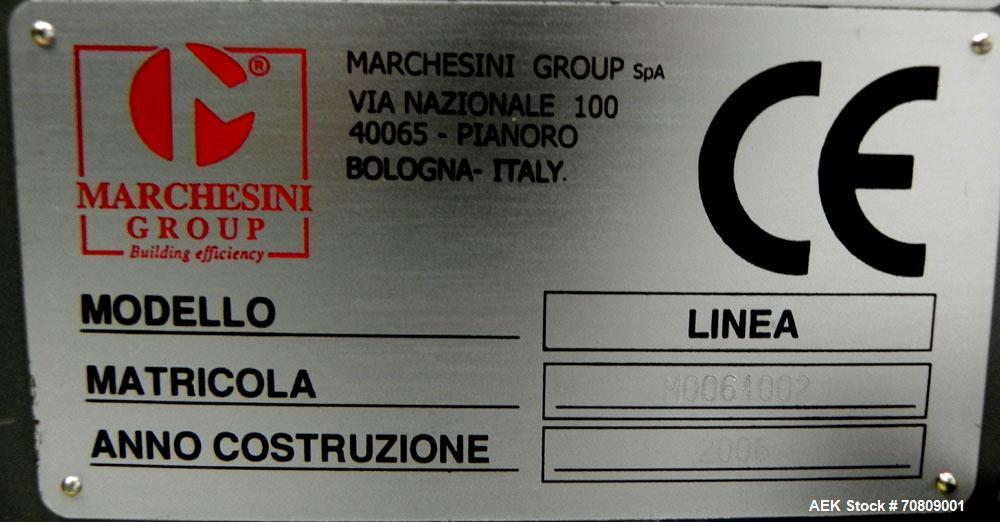 ®
MARCHESINI
GROUP
Building efficiency
MARCHESINI GROUP SpA
VIA NAZIONALE 100
40065 - PIANORO
BOLOGNA- ITALY.
CE
MODELLO LINEA
MATRICOLA M0064002
ANNO COSTRUZIONE 2006
AEK Stock # 70809001